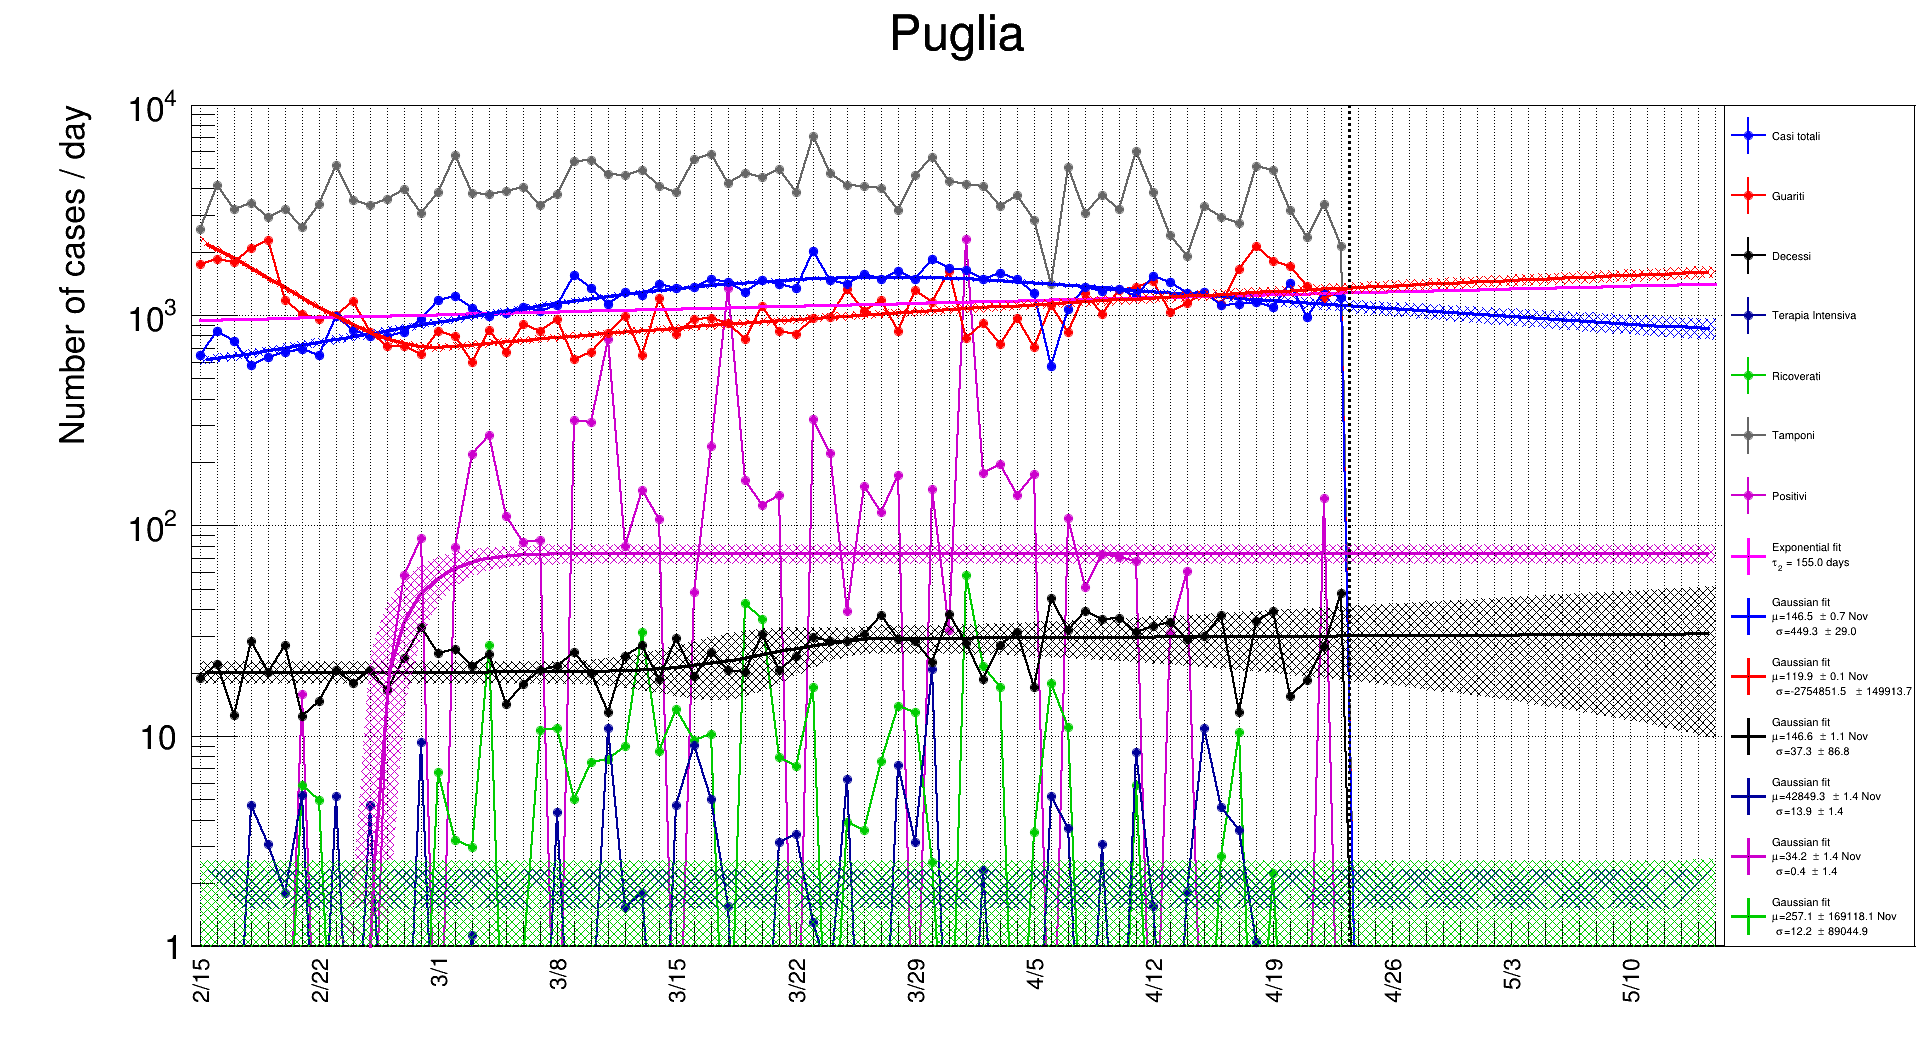 Puglia
Number of cases / day
10^4
10^3
10^2
10
1
2/15
2/22
3/1
3/8
3/15
3/22
3/29
4/5
4/12
4/19
4/26
5/3
5/10
Casi totali
Guariti
Decessi
Terapia Intensiva
Ricoverati
Tamponi
Positivi
Exponential fit
τ2 = 155.0 days
Gaussian fit
μ=146.5 ± 0.7 Nov
σ=449.3 ± 29.0
Gaussian fit
μ=119.9 ± 0.1 Nov
σ=-2754851.5 ± 149913.7
Gaussian fit
μ=146.6 ± 1.1 Nov
σ=37.3 ± 86.8
Gaussian fit
μ=42849.3 ± 1.4 Nov
σ=13.9 ± 1.4
Gaussian fit
μ=34.2 ± 1.4 Nov
σ=0.4 ± 1.4
Gaussian fit
μ=257.1 ± 169118.1 Nov
σ=12.2 ± 89044.9